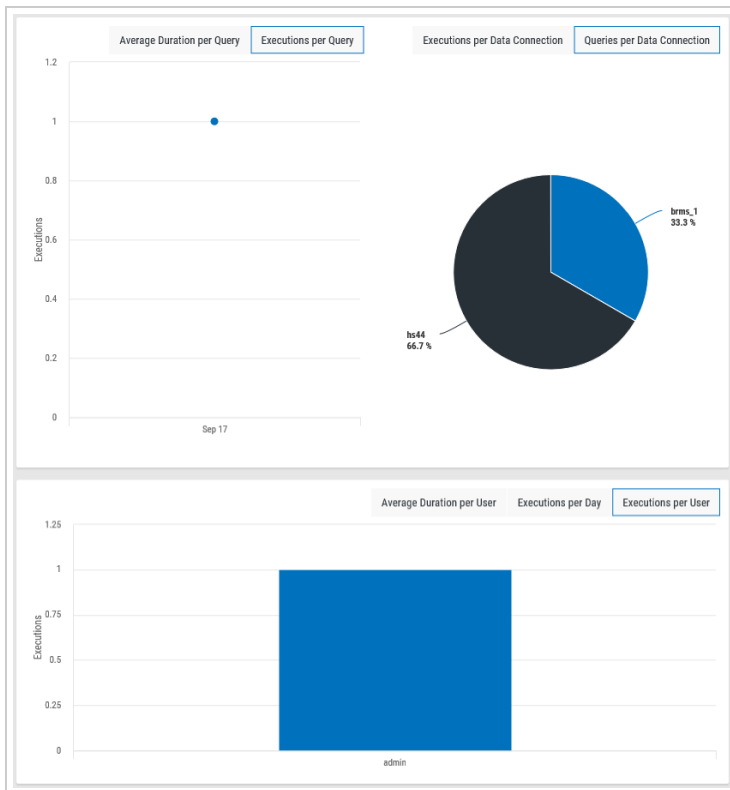 Average Duration per Query
Executions per Query
Executions per Data Connection
Queries per Data Connection
1.2
1
0.8
0.6
0.4
0.2
0
Executions
Sep 17
brms_1
33.3 %
hs44
66.7 %
Average Duration per User
Executions per Day
Executions per User
1.25
1
0.75
0.5
0.25
0
Executions
admin